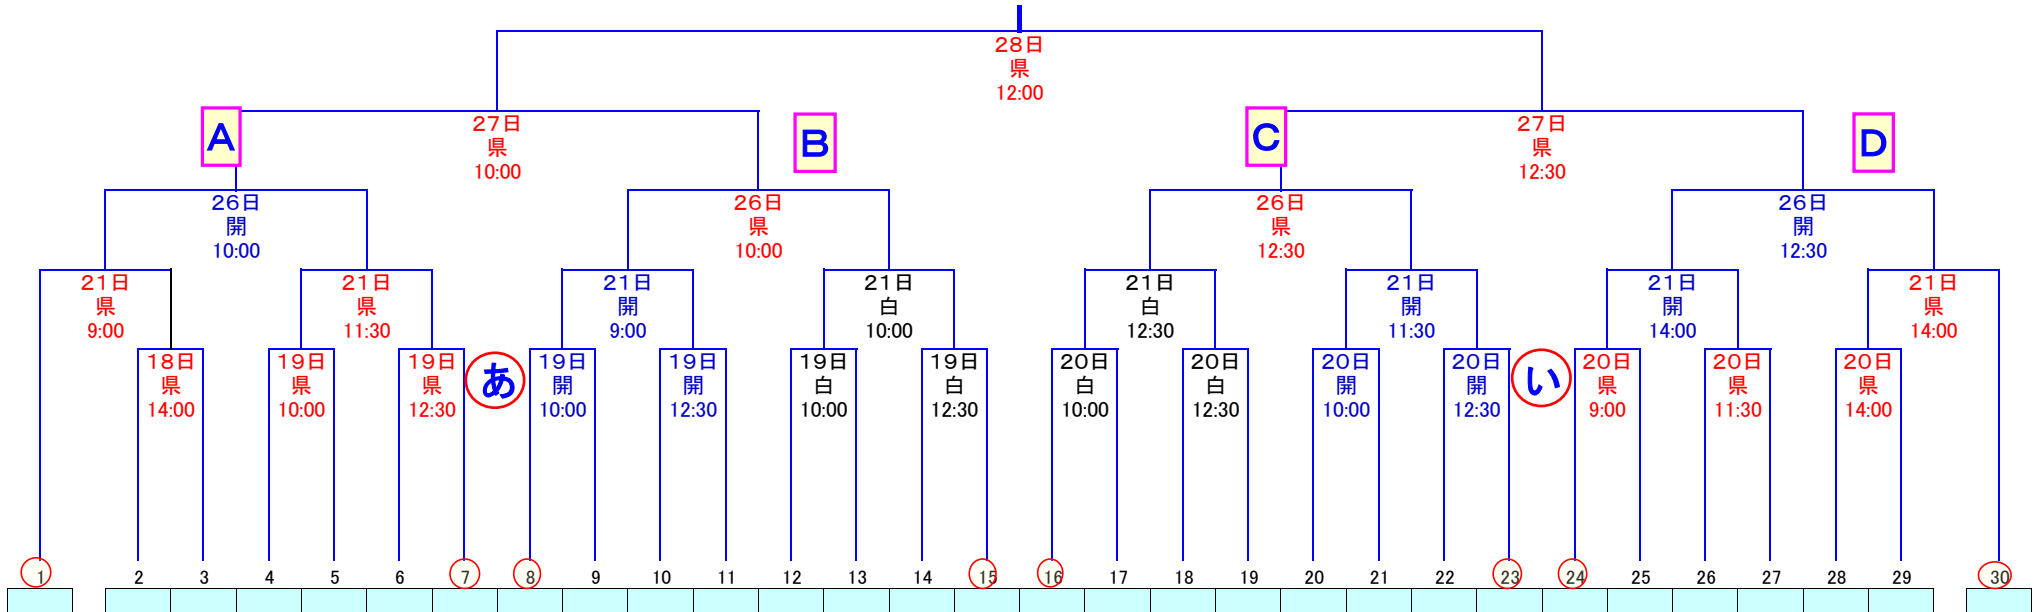 28日
県
12:00
A
27日
県
10:00
B
C
27日
県
12:30
D
26日
開
10:00
26日
県
10:00
26日
県
12:30
26日
開
12:30
21日
県
9:00
21日
県
11:30
21日
開
9:00
21日
白
10:00
21日
白
12:30
21日
開
11:30
21日
開
14:00
21日
県
14:00
18日
県
14:00
19日
県
10:00
19日
県
12:30
あ
19日
開
10:00
19日
開
12:30
19日
白
10:00
19日
白
12:30
20日
白
10:00
20日
白
12:30
20日
開
10:00
20日
開
12:30
い
20日
県
9:00
20日
県
11:30
20日
県
14:00
1 2 3 4 5 6 7 8 9 10 11 12 13 14 15 16 17 18 19 20 21 22 23 24 25 26 27 28 29 30